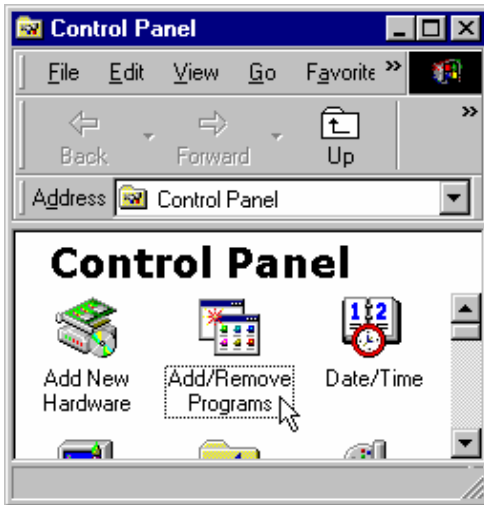 Control Panel
File Edit View Go Favorite »
»
Back Forward Up
Address Control Panel
Control Panel
1 2
Add New Add/Remove Date/Time
Hardware Programs